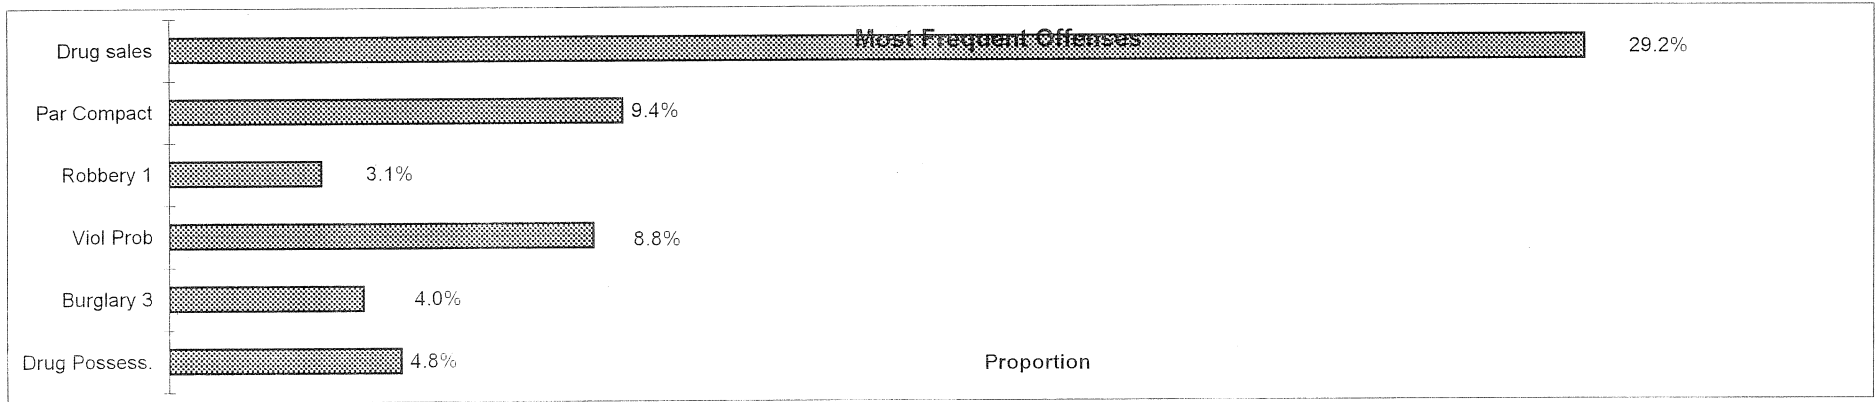 Most Frequent Offenses
Drug sales 29.2%
Par Compact 9.4%
Robbery 1 3.1%
Viol Prob 8.8%
Burglary 3 4.0%
Drug Possess. 4.8%
Proportion